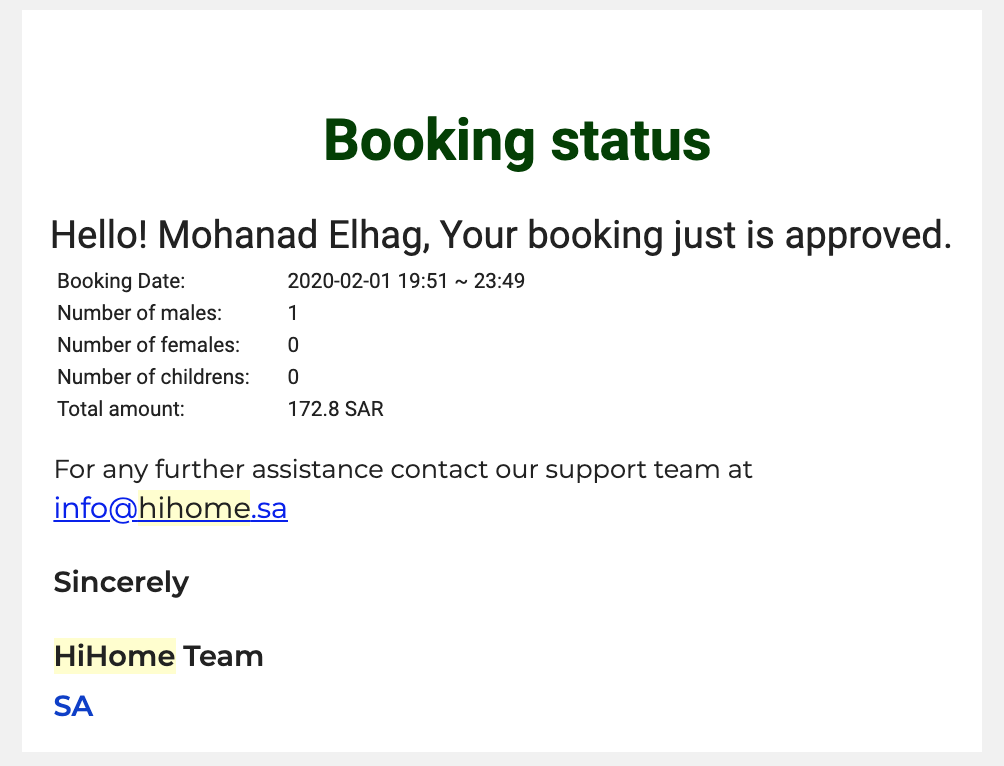 Booking status
Hello! Mohanad Elhag, Your booking just is approved.
Booking Date: 2020-02-01 19:51 ~ 23:49
Number of males: 1
Number of females: 0
Number of childrens: 0
Total amount: 172.8 SAR
For any further assistance contact our support team at
info@hihome.sa
Sincerely
HiHome Team
SA